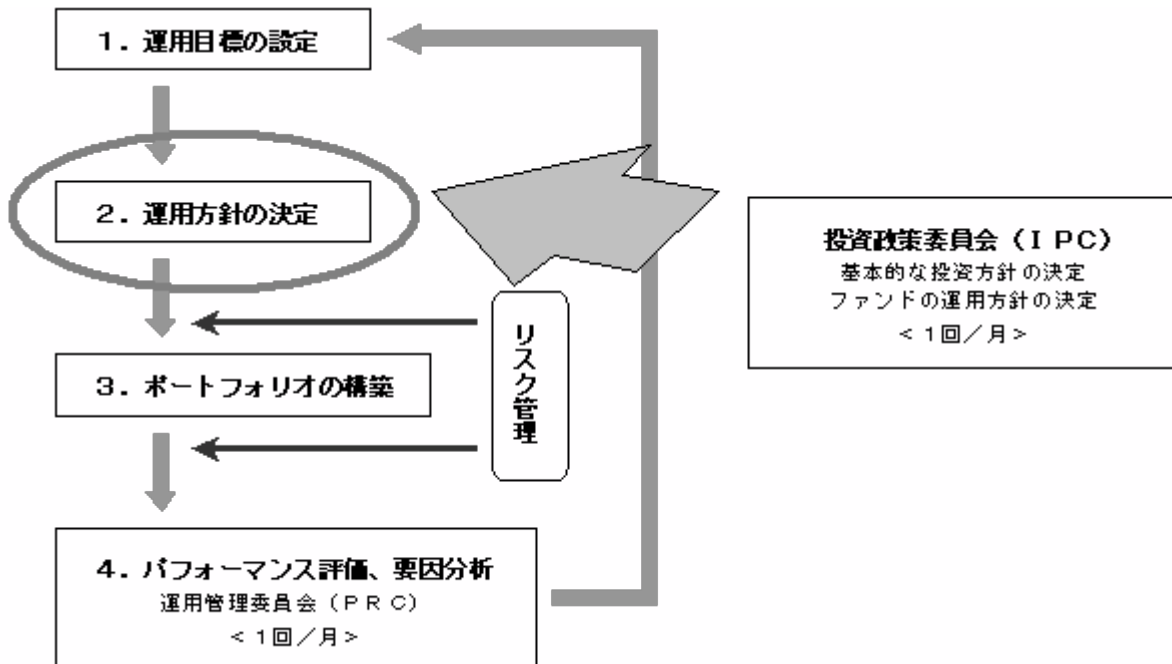 １．運用目標の設定
２．運用方針の決定
投資政策委員会（ＩＰＣ）
基本的な投資方針の決定
ファンドの運用方針の決定
＜１回／月＞
リスク管理
３．ポートフォリオの構築
４．パフォーマンス評価、要因分析
運用管理委員会（ＰＲＣ）
＜１回／月＞